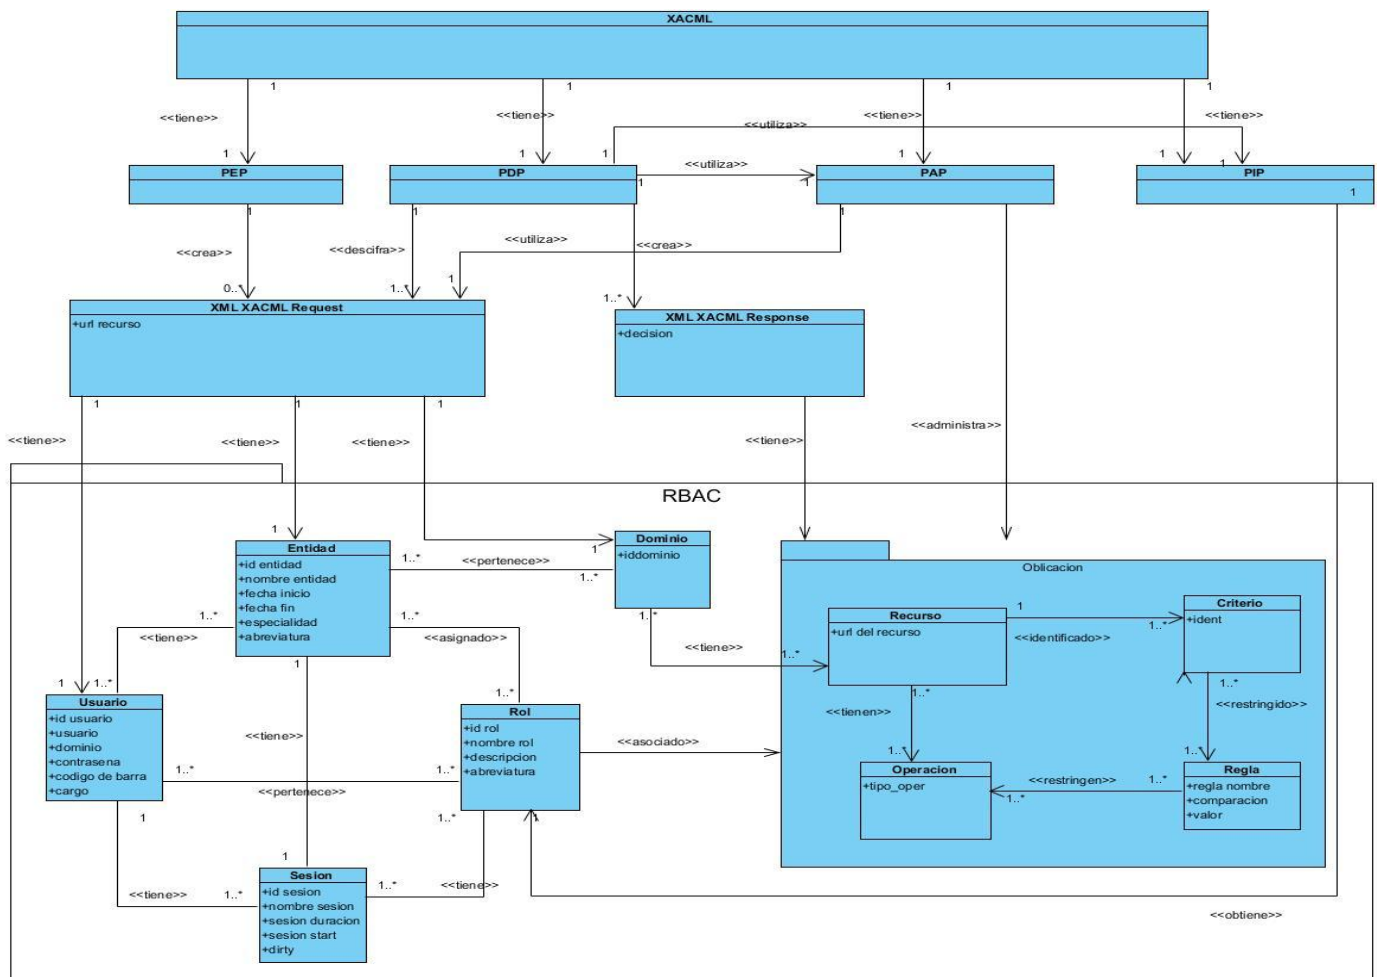 XACML
1 1 1 1
<<tiene>> <<tiene>> <<tiene>> <<tiene>>
<<utiliza>>
1 1 1 1 1 1
<<utiliza>>
PEP PDP PAP PIP
1 1 1 1 1 1
<<crea>> <<descifra>> <<utiliza>> <<crea>>
0..* 1..* 1 1..*
XML XACML Request
+url recurso
XML XACML Response
+decision
1 1 1
<<tiene>> <<tiene>> <<tiene>> <<tiene>> <<administra>>
RBAC
1 1
Entidad
+id entidad
+nombre entidad
+fecha inicio
+fecha fin
+especialidad
+abreviatura
1..* <<pertenece>> 1..*
Dominio
+iddominio
Oblicacion
1..* 1..* 1..*
<<tiene>> <<asignado>> <<tiene>> 1..*
Recurso
+url del recurso
1 <<identificado>> 1..*
Criterio
+ident
1
1 1..* 1..*
1..* 1..*
<<tienen>> <<restringido>>
Usuario
+id usuario
+usuario
+dominio
+contrasena
+codigo de barra
+cargo
<<tiene>>
Rol
+id rol
+nombre rol
+descripcion
+abreviatura
<<asociado>>
1..* 1..*
Operacion
+tipo_oper
<<restringen>> 1..*
1..*
Regla
+regla nombre
+comparacion
+valor
1..* 1..*
<<pertenece>>
1 1..* 1
1
Sesion
+id sesion
+nombre sesion
+sesion duracion
+sesion start
+dirty
<<tiene>> 1..* 1..* <<tiene>>
<<obtiene>>